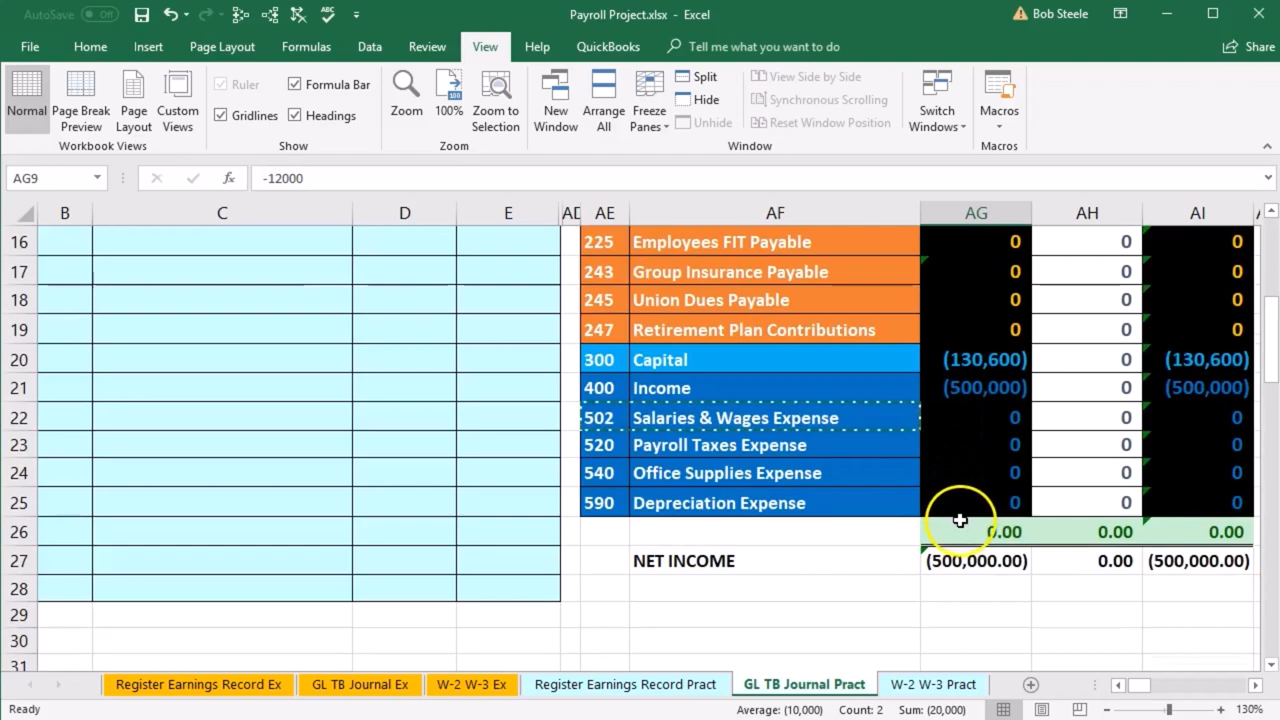 AutoSave Off Payroll Project.xlsx - Excel Bob Steele
File Home Insert Page Layout Formulas Data Review View Help QuickBooks Tell me what you want to do Share
Normal Page Break Preview Page Layout Custom Views
Workbook Views
Ruler Formula Bar
Gridlines Headings
Show
Zoom 100% Zoom to Selection
Zoom
New Window Arrange All Freeze Panes
Split
Hide
Unhide
View Side by Side
Synchronous Scrolling
Reset Window Position
Window
Switch Windows
Macros
Macros
AG9 fx -12000
B C D E AD AE AF AG AH AI
16 225 Employees FIT Payable 0 0 0
17 243 Group Insurance Payable 0 0 0
18 245 Union Dues Payable 0 0 0
19 247 Retirement Plan Contributions 0 0 0
20 300 Capital (130,600) 0 (130,600)
21 400 Income (500,000) 0 (500,000)
22 502 Salaries & Wages Expense 0 0 0
23 520 Payroll Taxes Expense 0 0 0
24 540 Office Supplies Expense 0 0 0
25 590 Depreciation Expense 0 0 0
26 0.00 0.00 0.00
27 NET INCOME (500,000.00) 0.00 (500,000.00)
28
29
30
31
Register Earnings Record Ex GL TB Journal Ex W-2 W-3 Ex Register Earnings Record Pract GL TB Journal Pract W-2 W-3 Pract
Ready Average: (10,000) Count: 2 Sum: (20,000) 130%